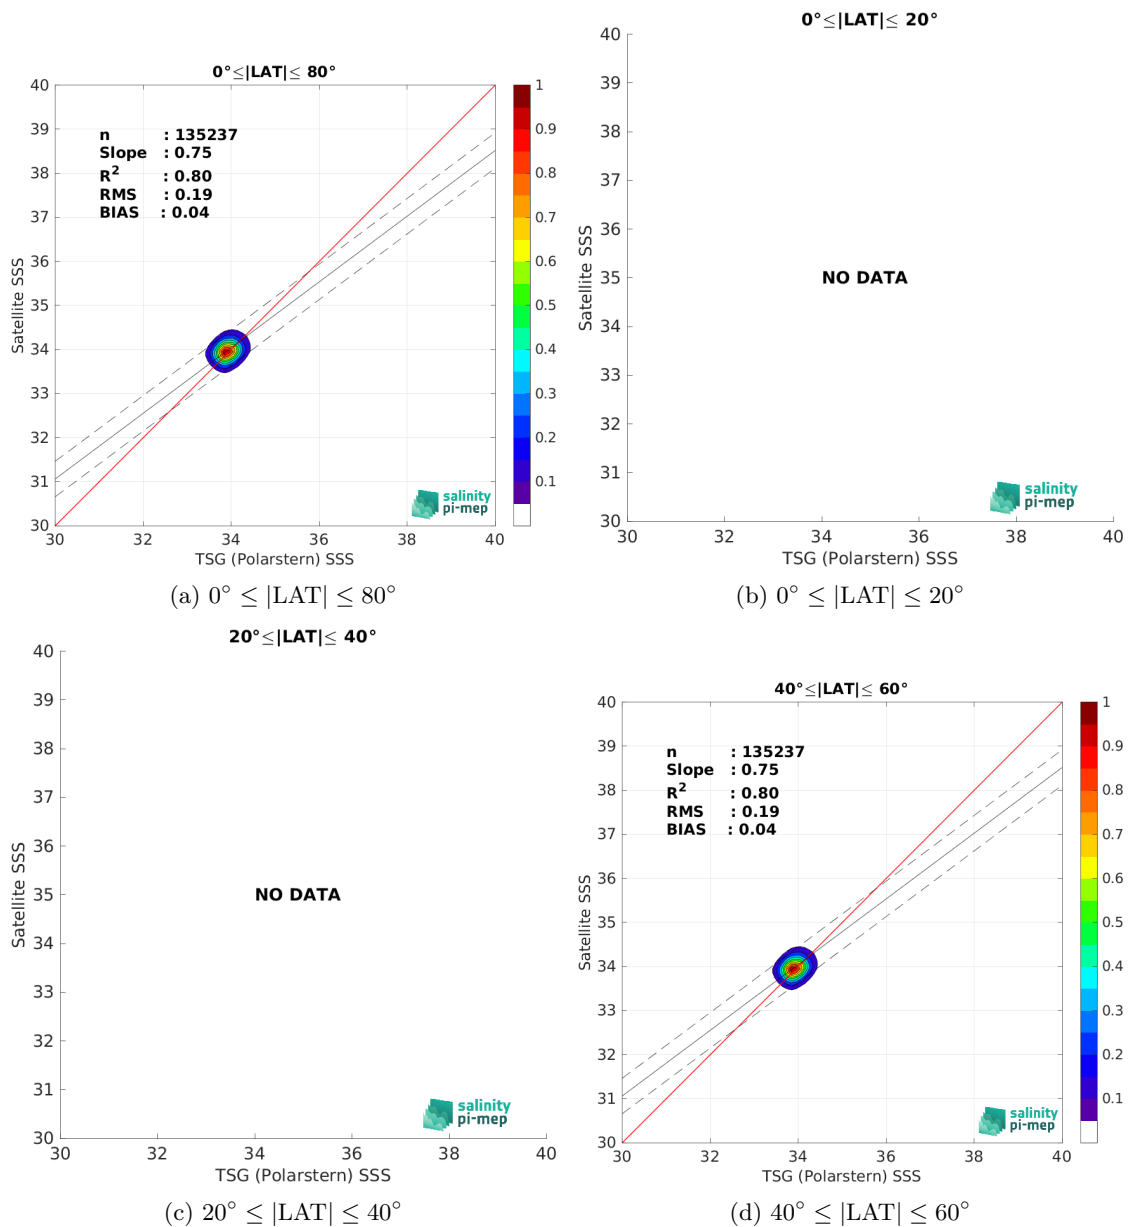 0°≤|LAT|≤ 80°
40
39
38
37
36
35
34
33
32
31
30
Satellite SSS
n : 135237
Slope : 0.75
R² : 0.80
RMS : 0.19
BIAS : 0.04
salinity
pi-mep
30 32 34 36 38 40
TSG (Polarstern) SSS
1
0.9
0.8
0.7
0.6
0.5
0.4
0.3
0.2
0.1
(a) 0° ≤ |LAT| ≤ 80°
0°≤|LAT|≤ 20°
40
39
38
37
36
35
34
33
32
31
30
Satellite SSS
NO DATA
salinity
pi-mep
30 32 34 36 38 40
TSG (Polarstern) SSS
(b) 0° ≤ |LAT| ≤ 20°
20°≤|LAT|≤ 40°
40
39
38
37
36
35
34
33
32
31
30
Satellite SSS
NO DATA
salinity
pi-mep
30 32 34 36 38 40
TSG (Polarstern) SSS
(c) 20° ≤ |LAT| ≤ 40°
40°≤|LAT|≤ 60°
40
39
38
37
36
35
34
33
32
31
30
Satellite SSS
n : 135237
Slope : 0.75
R² : 0.80
RMS : 0.19
BIAS : 0.04
salinity
pi-mep
30 32 34 36 38 40
TSG (Polarstern) SSS
1
0.9
0.8
0.7
0.6
0.5
0.4
0.3
0.2
0.1
(d) 40° ≤ |LAT| ≤ 60°